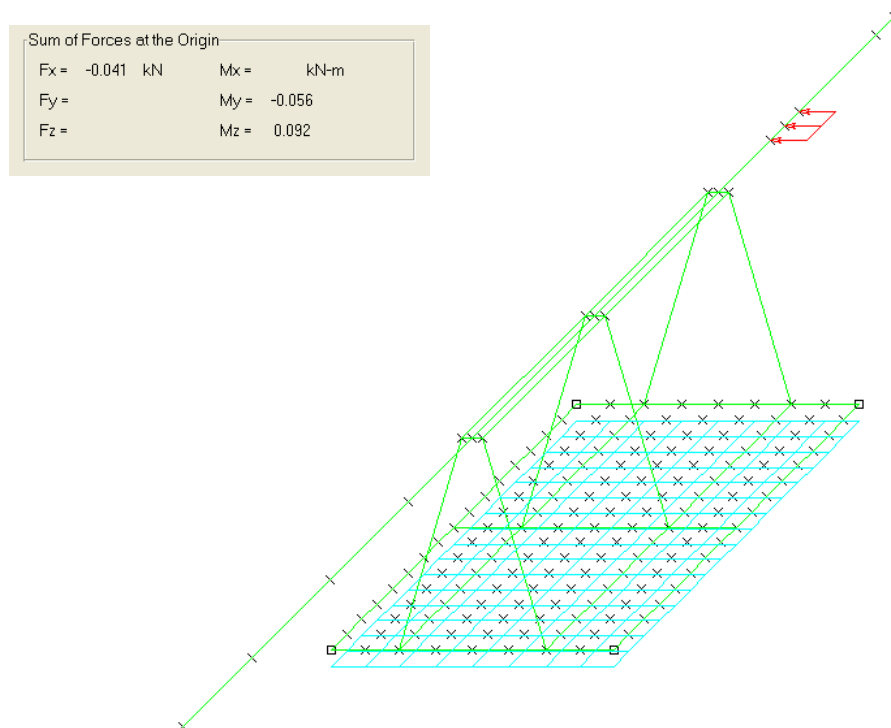 Sum of Forces at the Origin
Fx = -0.041 kN Mx = kN-m
Fy = My = -0.056
Fz = Mz = 0.092